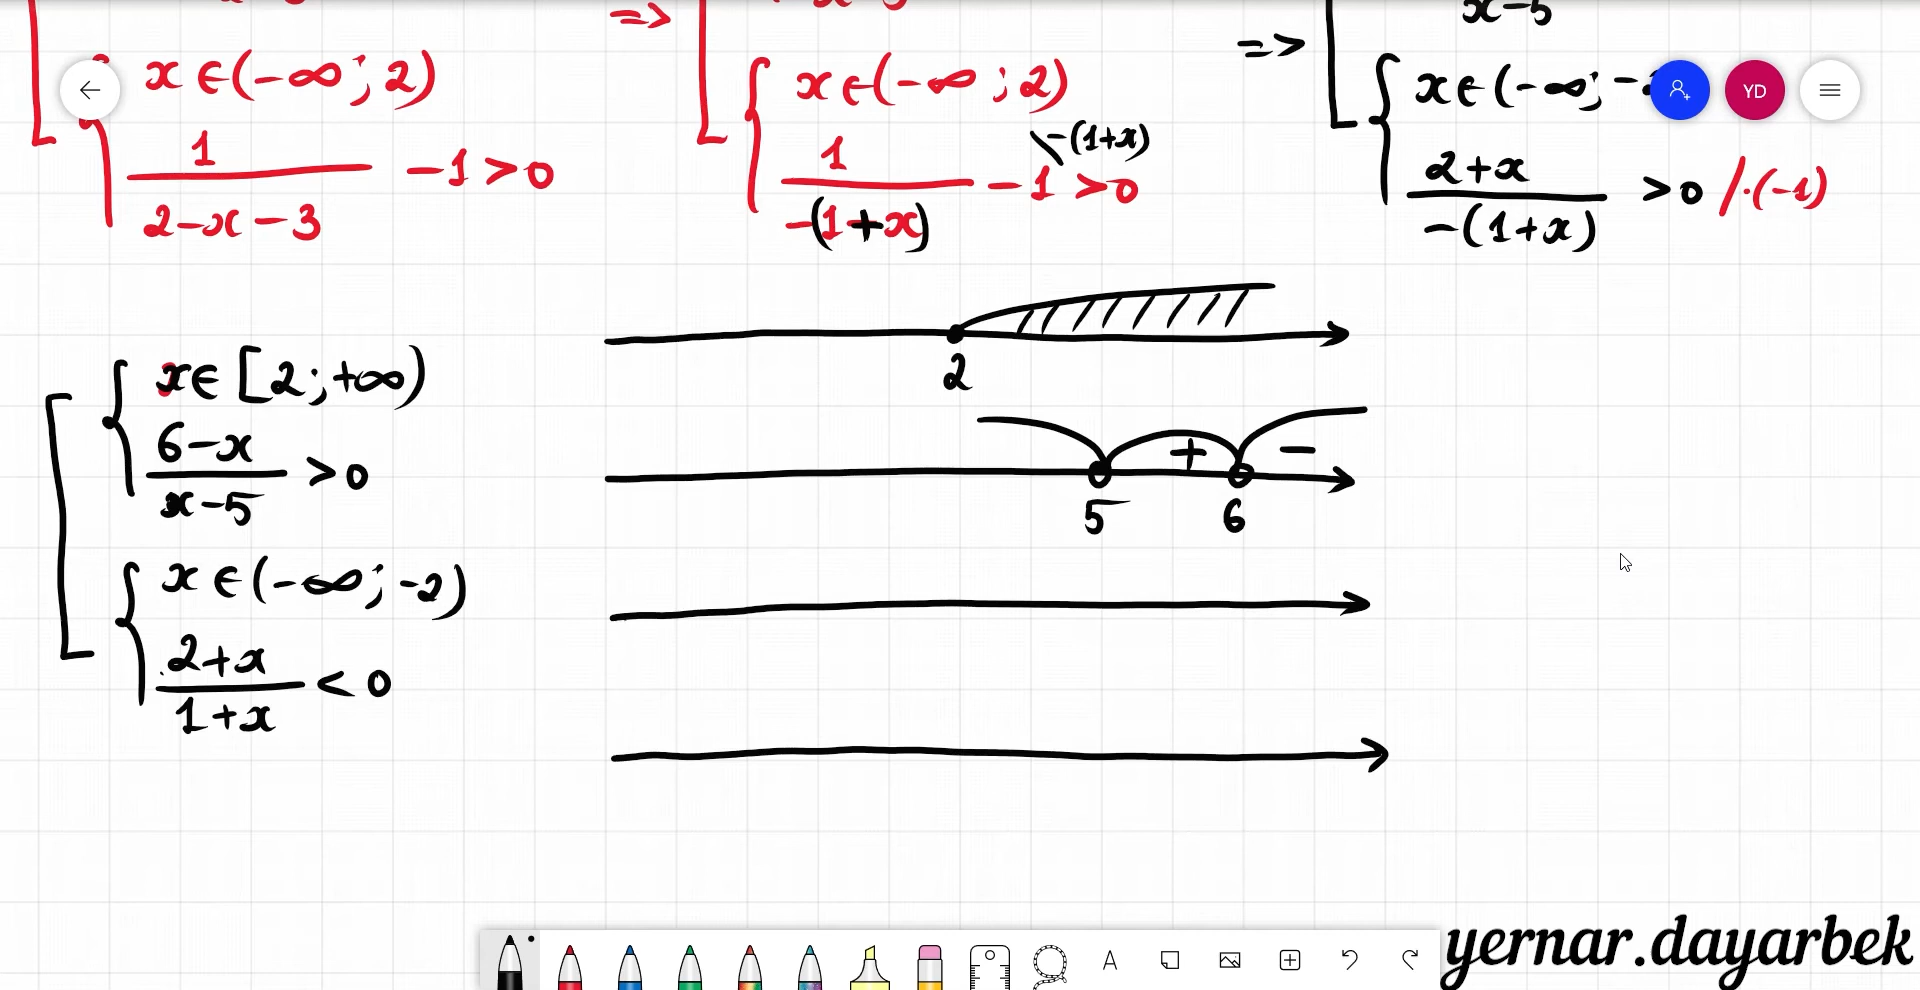 x∈(-∞; 2)
1/(2-x-3) -1 > 0
=>
x∈(-∞; 2)
1/(-(1+x)) - 1 > 0
-(1+x)
x-5
=>
x∈(-∞; -
(2+x)/(-(1+x)) > 0 /·(-1)
YD
x∈[2; +∞)
(6-x)/(x-5) > 0
x∈(-∞; -2)
(2+x)/(1+x) < 0
2
+ -
5 6
A
yernar.dayarbek